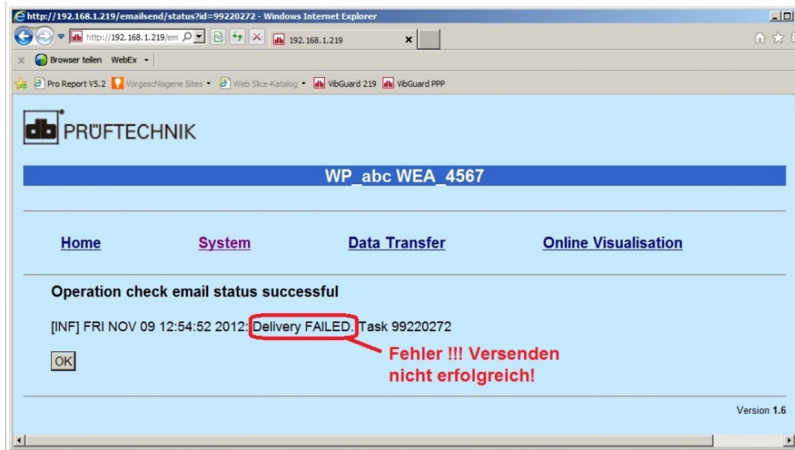 http://192.168.1.219/emailsend/status?id=99220272 - Windows Internet Explorer
http://192.168.1.219/em
192.168.1.219
x Browser teilen WebEx
Pro Report V5.2 Vorgeschlagene Sites Web Slice-Katalog VibGuard 219 VibGuard PPP
db PRÜFTECHNIK
WP_abc WEA_4567
Home System Data Transfer Online Visualisation
Operation check email status successful
[INF] FRI NOV 09 12:54:52 2012: Delivery FAILED. Task 99220272
OK
Fehler !!! Versenden
nicht erfolgreich!
Version 1.6